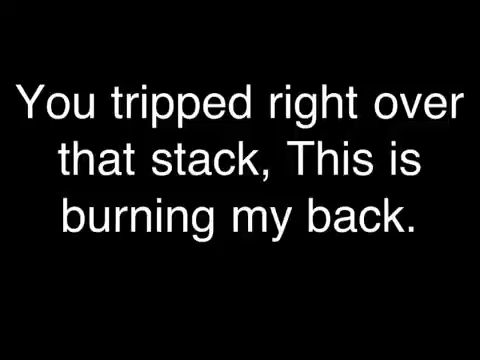 You tripped right over
that stack, This is
burning my back.